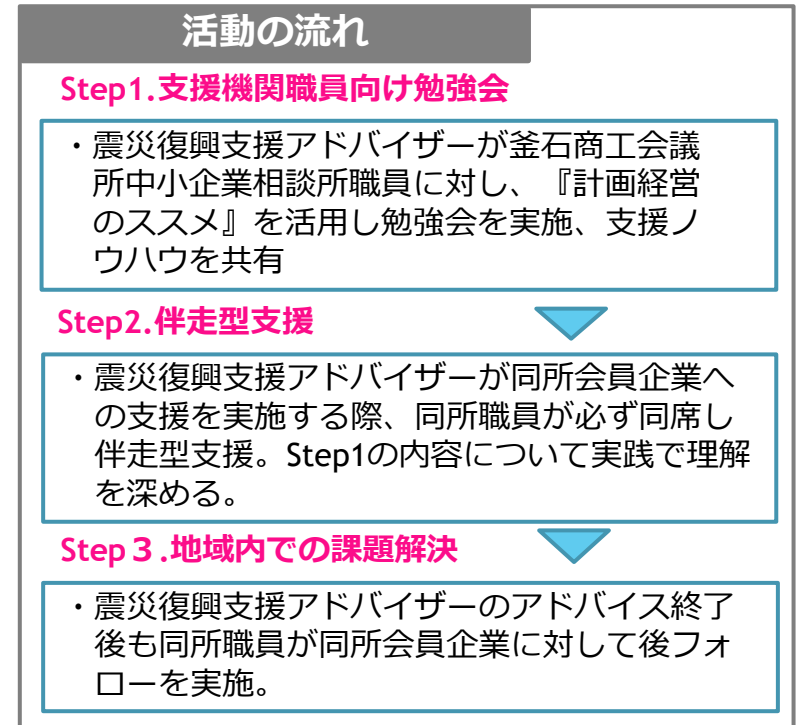 活動の流れ
Step1.支援機関職員向け勉強会
・震災復興支援アドバイザーが釜石商工会議
所中小企業相談所職員に対し、『計画経営
のススメ』を活用し勉強会を実施、支援ノ
ウハウを共有
Step2.伴走型支援
・震災復興支援アドバイザーが同所会員企業へ
の支援を実施する際、同所職員が必ず同席し
伴走型支援。Step1の内容について実践で理解
を深める。
Step３.地域内での課題解決
・震災復興支援アドバイザーのアドバイス終了
後も同所職員が同所会員企業に対して後フォ
ローを実施。